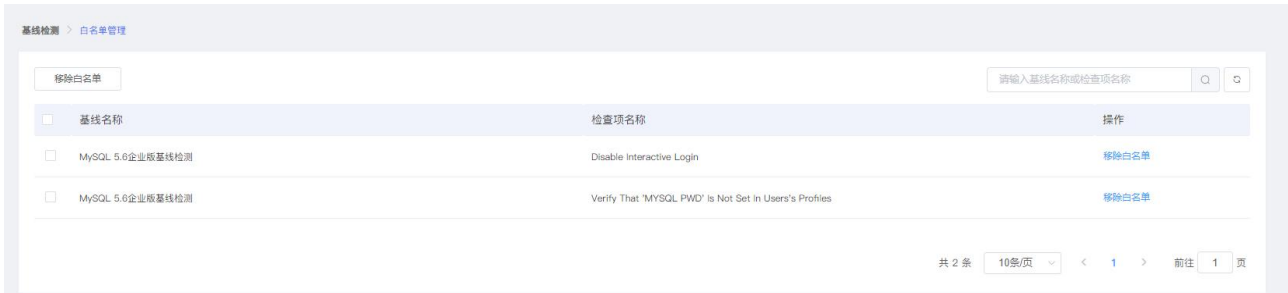 基线检测 > 白名单管理
移除白名单 请输入基线名称或检查项名称
基线名称 检查项名称 操作
MySQL 5.6企业版基线检测 Disable Interactive Login 移除白名单
MySQL 5.6企业版基线检测 Verify That 'MYSQL PWD' Is Not Set In Users's Profiles 移除白名单
共 2 条 10条/页 < 1 > 前往 1 页